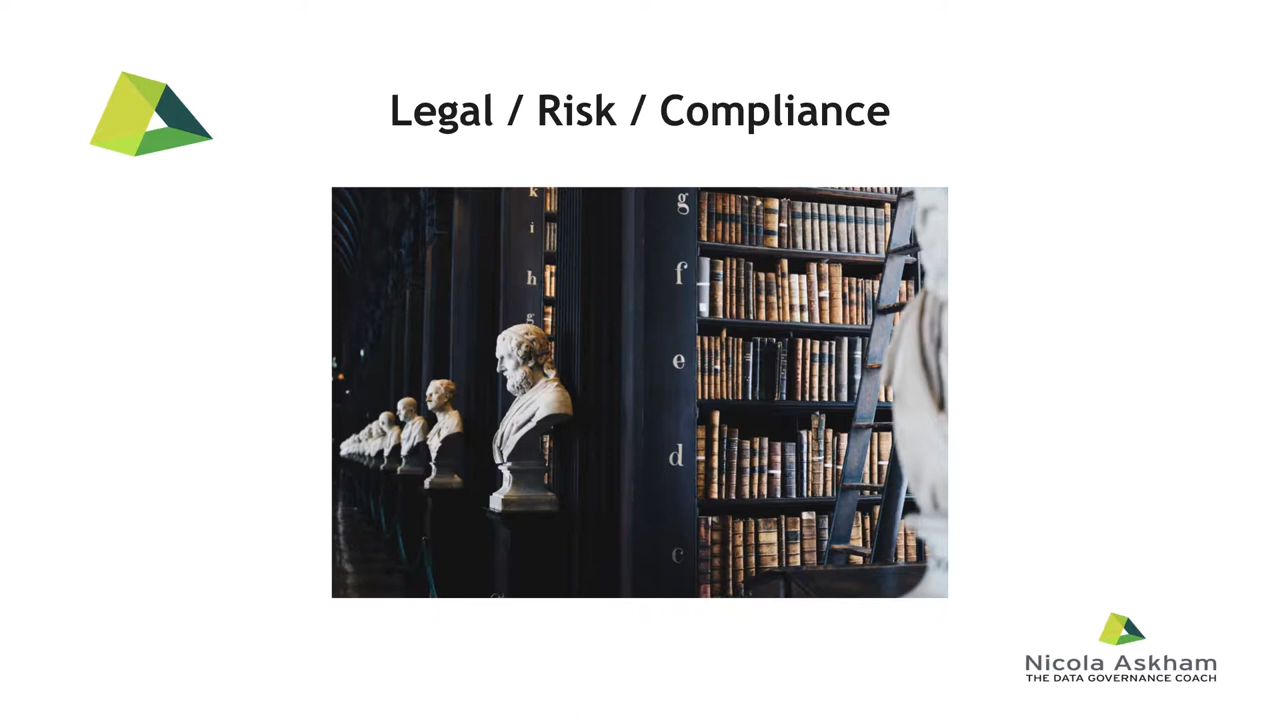 Legal / Risk / Compliance
k
i
h
g
g
f
e
d
c
Nicola Askham
THE DATA GOVERNANCE COACH